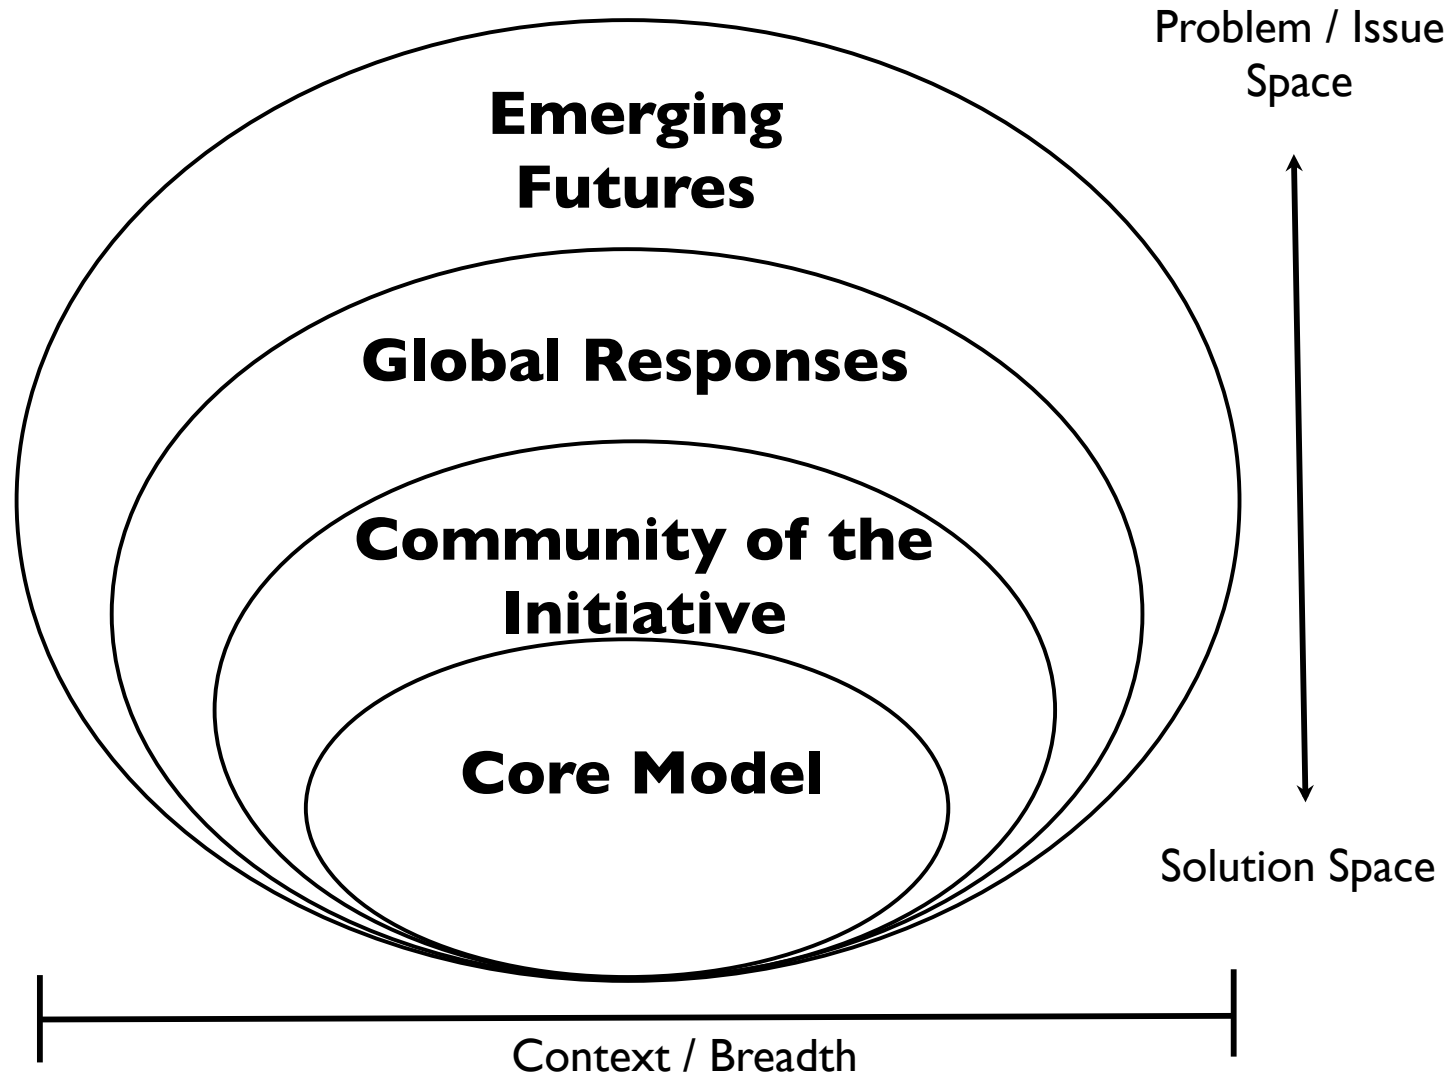 Problem / Issue
Space
Emerging
Futures
Global Responses
Community of the
Initiative
Core Model
Solution Space
Context / Breadth